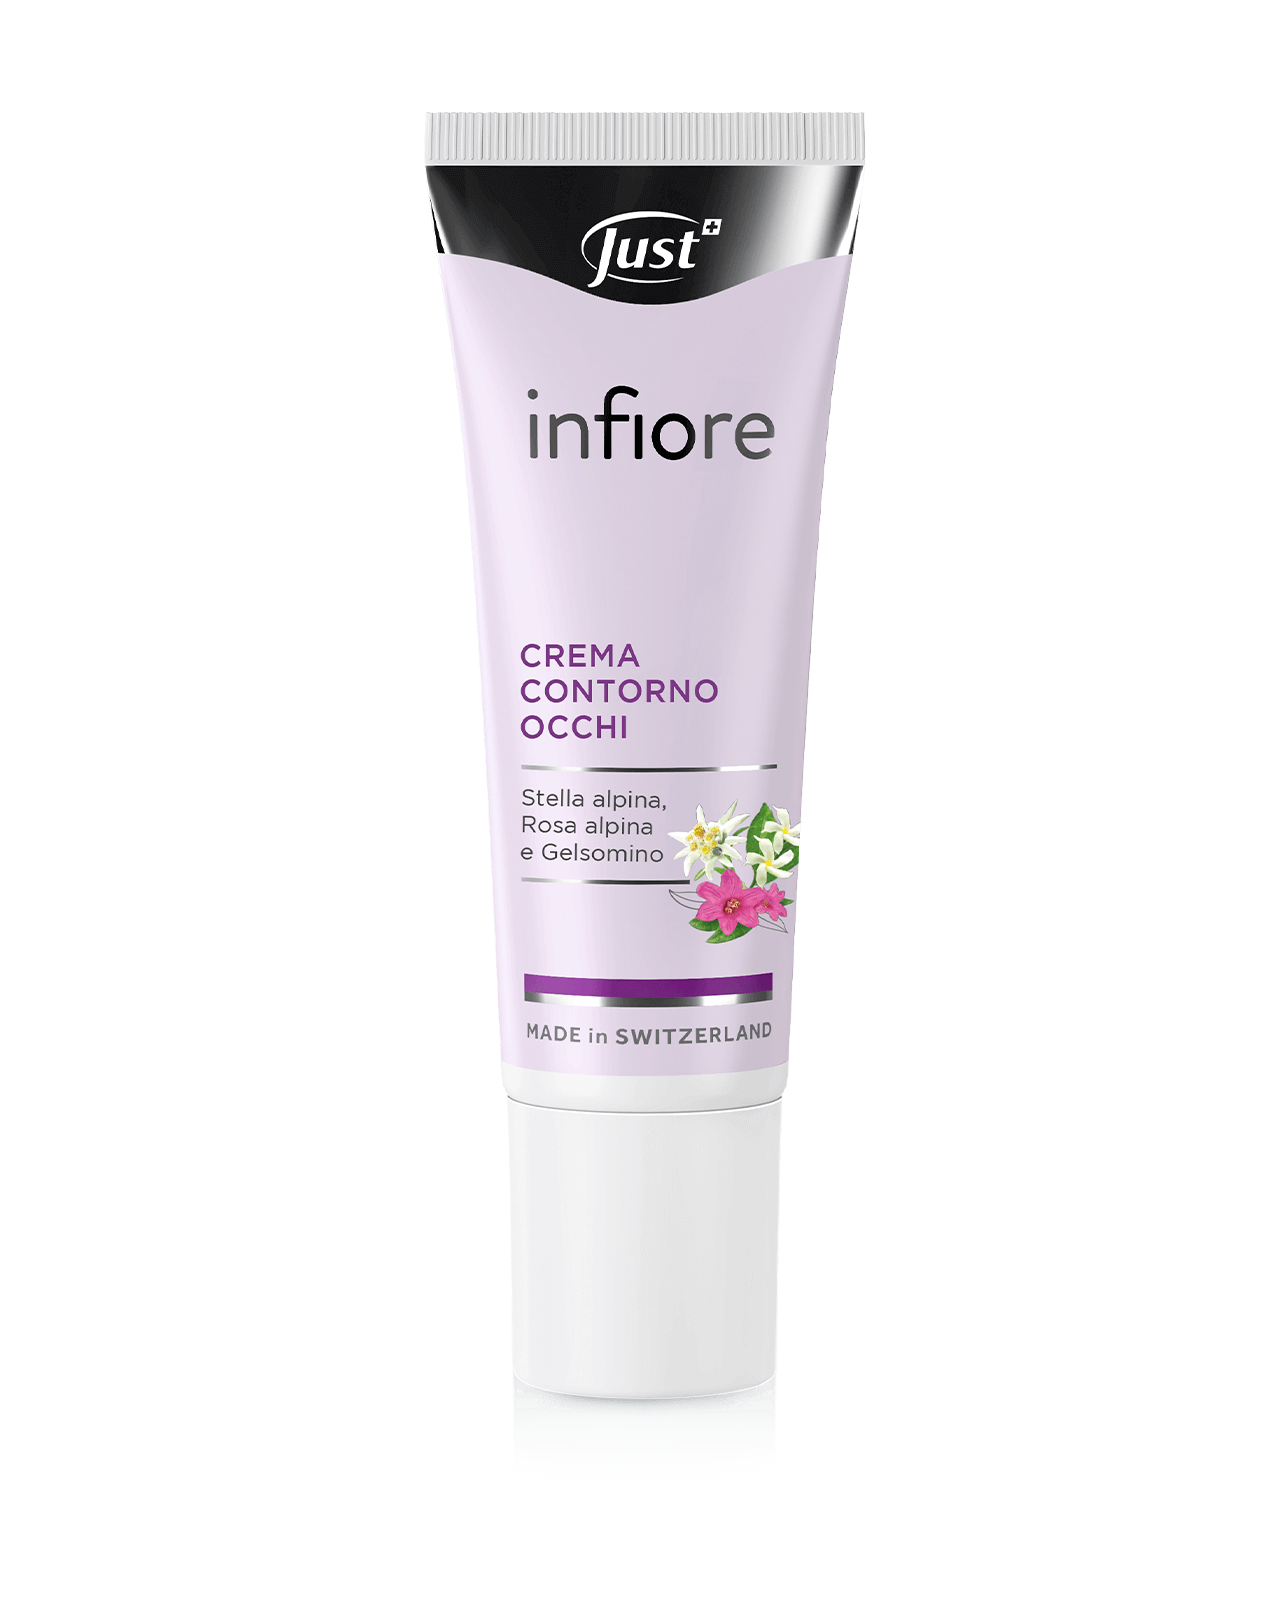 Just
infiore
CREMA
CONTORNO
OCCHI
Stella alpina,
Rosa alpina
e Gelsomino
MADE in SWITZERLAND